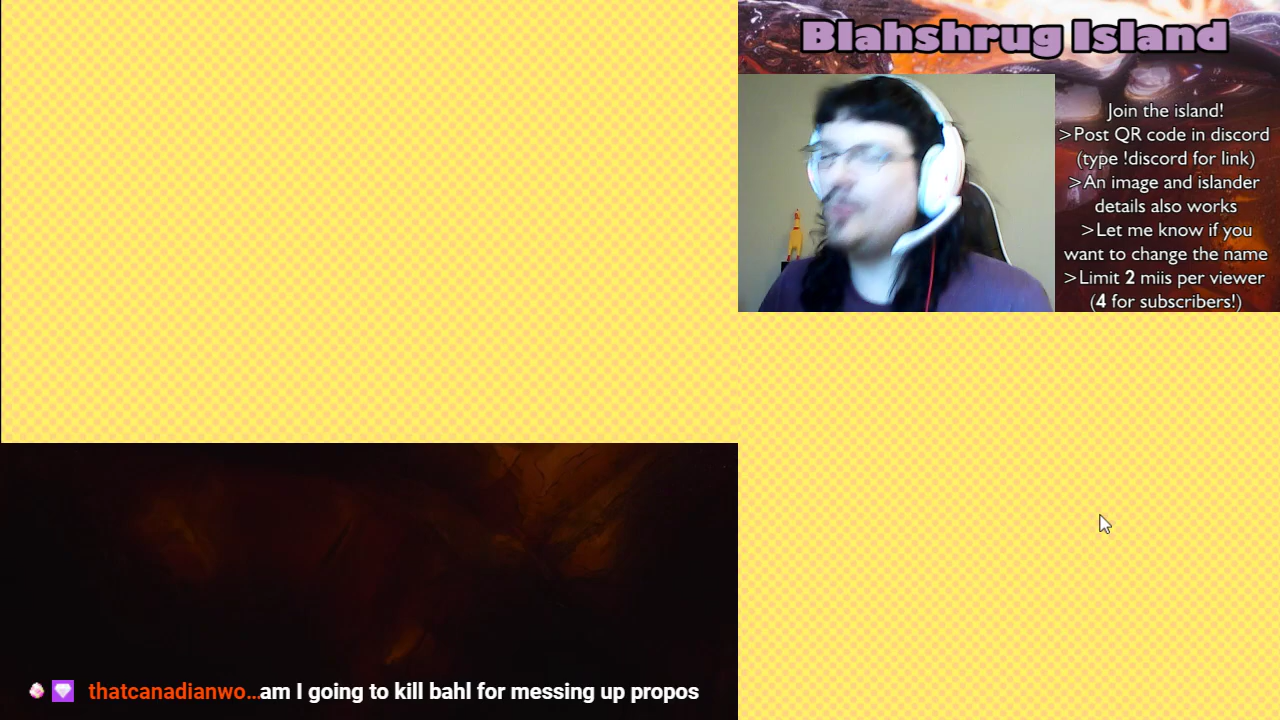 Blahshrug Island
Join the island!
>Post QR code in discord
(type !discord for link)
>An image and islander
details also works
>Let me know if you
want to change the name
>Limit 2 miis per viewer
(4 for subscribers!)
thatcanadianwo...am I going to kill bahl for messing up propos